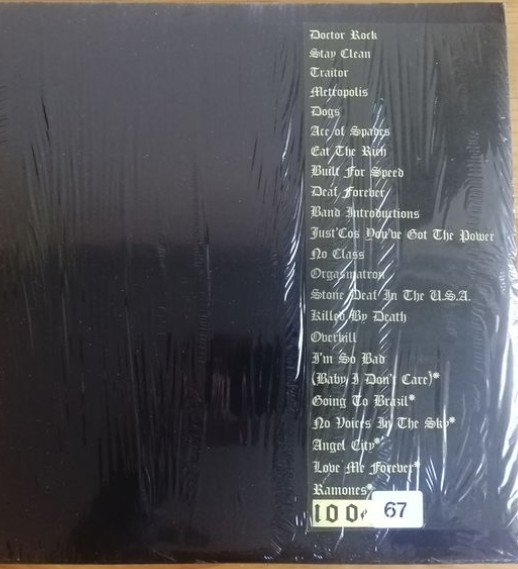 Doctor Rock
Stay Clean
Traitor
Metropolis
Dogs
Ace of Spades
Eat The Rich
Built For Speed
Deaf Forever
Band Introductions
Just'Cos You've Got The Power
No Class
Orgasmatron
Stone Deaf In The U.S.A.
Killed By Death
Overkill
I'm So Bad
(Baby I Don't Care)*
Going To Brazil*
No Voices In The Sky*
Angel City*
Love Me Forever*
Ramones*
100
67